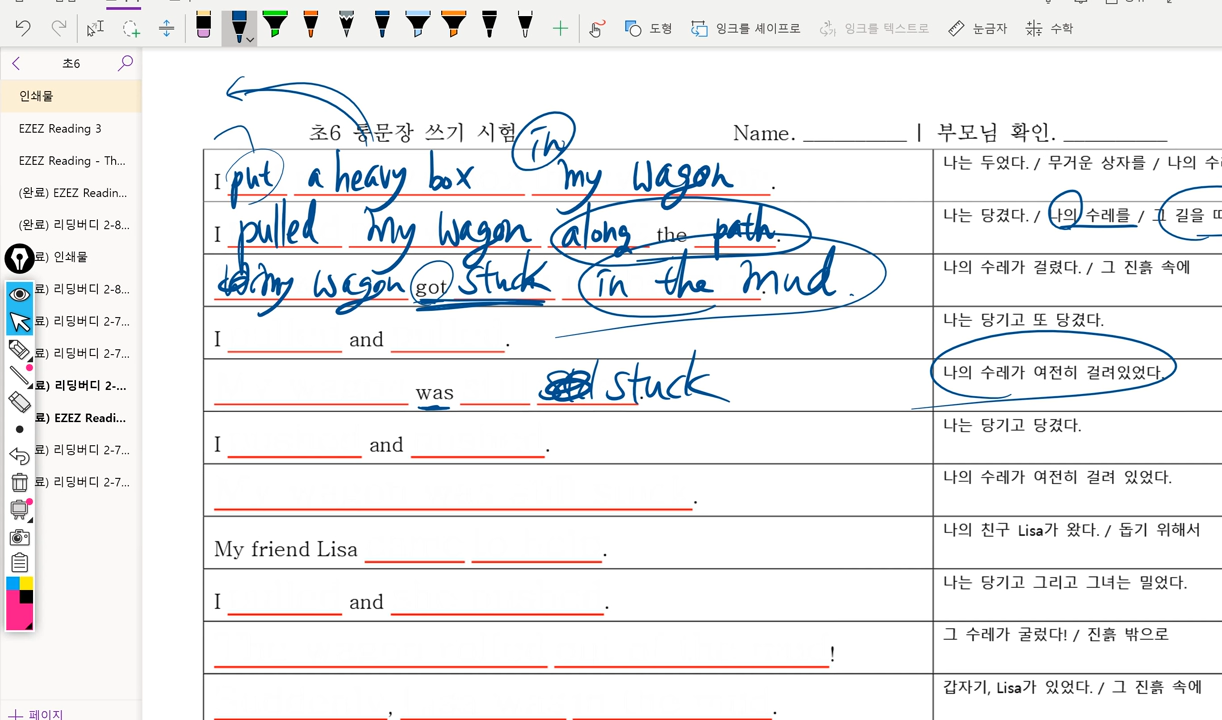 도형 잉크를 셰이프로 잉크를 텍스트로 눈금자 수학
초6
인쇄물
EZEZ Reading 3
EZEZ Reading - Th...
(완료) EZEZ Readin...
(완료) 리딩버디 2-8...
료) 인쇄물
료) 리딩버디 2-8...
료) 리딩버디 2-7...
료) 리딩버디 2-7...
료) 리딩버디 2-...
료) EZEZ Readi...
료) 리딩버디 2-7...
료) 리딩버디 2-7...
페이지
초6 통문장 쓰기 시험 Name. __________ | 부모님 확인. __________
I put a heavy box in my wagon. 나는 두었다. / 무거운 상자를 / 나의
I pulled my wagon along the path. 나는 당겼다. / 나의 수레를 / 그 길을
my wagon got stuck in the mud. 나의 수레가 걸렸다. / 그 진흙 속에
I and . 나는 당기고 또 당겼다.
was stuck. 나의 수레가 여전히 걸려있었다.
I and . 나는 당기고 당겼다.
. 나의 수레가 여전히 걸려 있었다.
My friend Lisa . 나의 친구 Lisa가 왔다. / 돕기 위해서
I and . 나는 당기고 그리고 그녀는 밀었다.
! 그 수레가 굴렀다! / 진흙 밖으로
, . 갑자기, Lisa가 있었다. / 그 진흙 속에